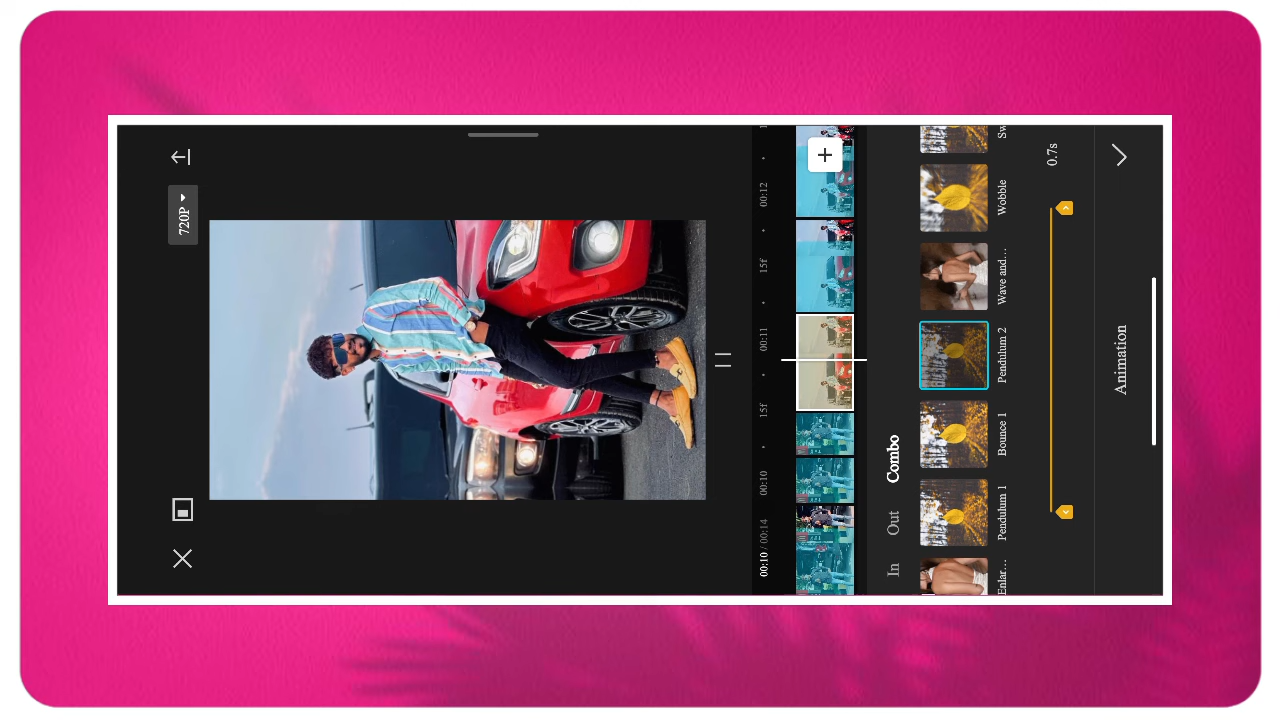 720P
00:10 / 00:14
00:10
15f
00:11
15f
00:12
In
Out
Combo
Enlar...
Pendulum 1
Bounce 1
Pendulum 2
Wave and...
Wobble
Sw
0.7s
Animation